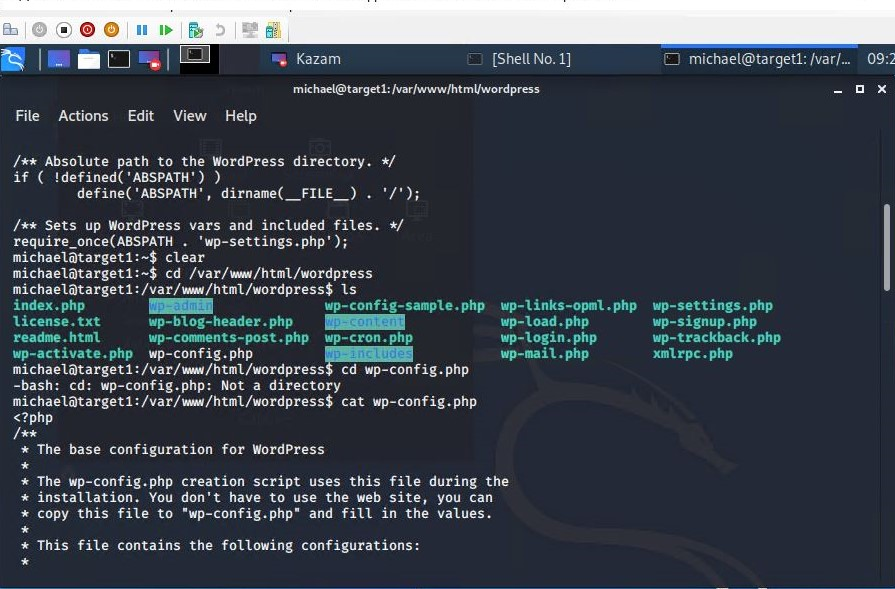 Kazam
[Shell No. 1]
michael@target1: /var/...
michael@target1: /var/www/html/wordpress
File Actions Edit View Help
/** Absolute path to the WordPress directory. */
if ( !defined('ABSPATH') )
define('ABSPATH', dirname(__FILE__) . '/');
/** Sets up WordPress vars and included files. */
require_once(ABSPATH . 'wp-settings.php');
michael@target1:~$ clear
michael@target1:~$ cd /var/www/html/wordpress
michael@target1:/var/www/html/wordpress$ ls
index.php wp-admin wp-config-sample.php wp-links-opml.php wp-settings.php
license.txt wp-blog-header.php wp-content wp-load.php wp-signup.php
readme.html wp-comments-post.php wp-cron.php wp-login.php wp-trackback.php
wp-activate.php wp-config.php wp-includes wp-mail.php xmlrpc.php
michael@target1:/var/www/html/wordpress$ cd wp-config.php
-bash: cd: wp-config.php: Not a directory
michael@target1:/var/www/html/wordpress$ cat wp-config.php
<?php
/**
* The base configuration for WordPress
*
* The wp-config.php creation script uses this file during the
* installation. You don't have to use the web site, you can
* copy this file to "wp-config.php" and fill in the values.
*
* This file contains the following configurations:
*